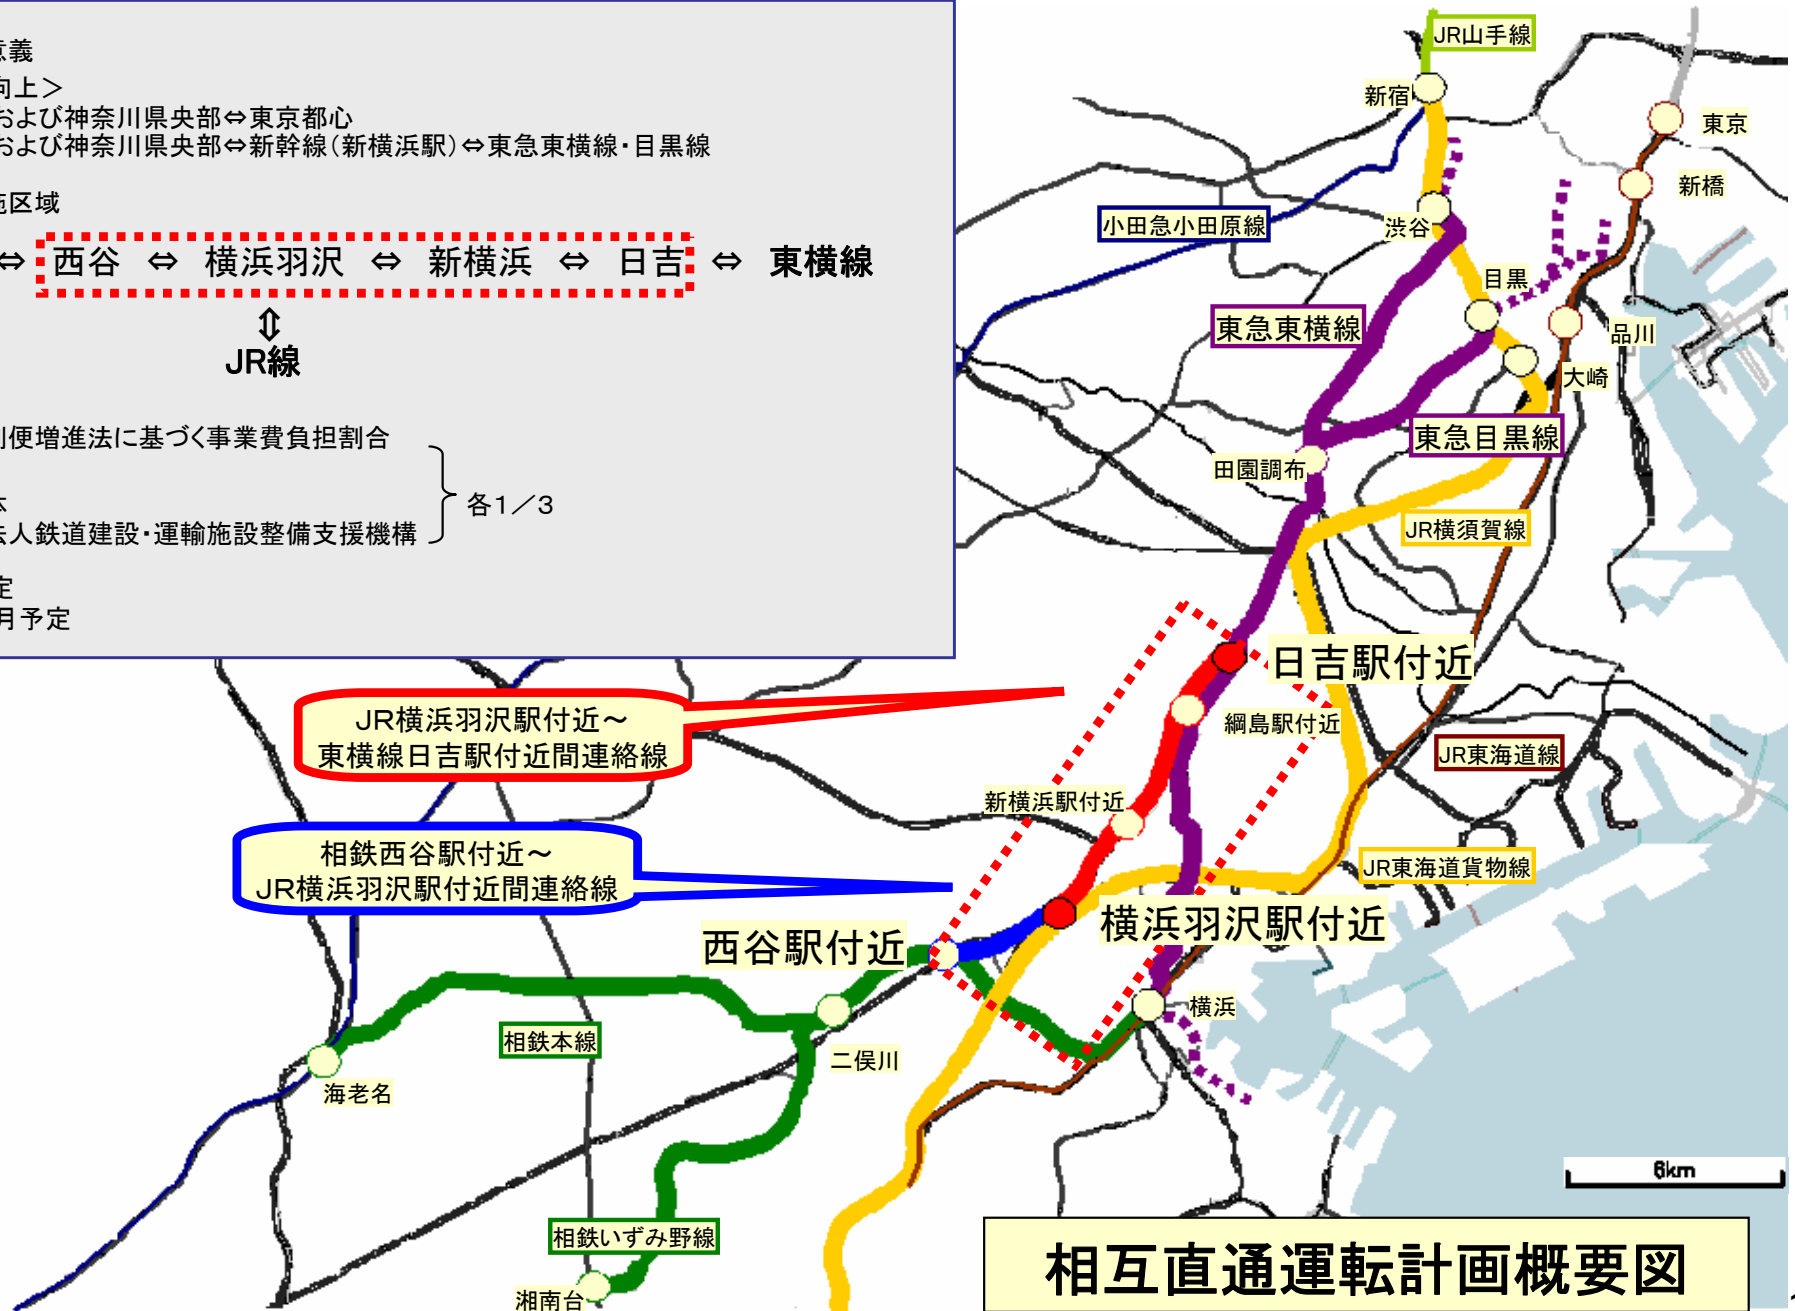 意義
向上＞
および神奈川県央部⇔東京都心
および神奈川県央部⇔新幹線（新横浜駅）⇔東急東横線・目黒線
施区域
⇔ 西谷 ⇔ 横浜羽沢 ⇔ 新横浜 ⇔ 日吉 ⇔ 東横線
⇕
JR線
利便増進法に基づく事業費負担割合
体
法人鉄道建設・運輸施設整備支援機構
各1／3
定
月予定
JR山手線
新宿
東京
新橋
小田急小田原線
渋谷
目黒
東急東横線
品川
大崎
東急目黒線
田園調布
JR横須賀線
日吉駅付近
JR横浜羽沢駅付近～
東横線日吉駅付近間連絡線
綱島駅付近
JR東海道線
新横浜駅付近
相鉄西谷駅付近～
JR横浜羽沢駅付近間連絡線
JR東海道貨物線
西谷駅付近
横浜羽沢駅付近
横浜
相鉄本線
二俣川
海老名
6km
相鉄いずみ野線
湘南台
相互直通運転計画概要図